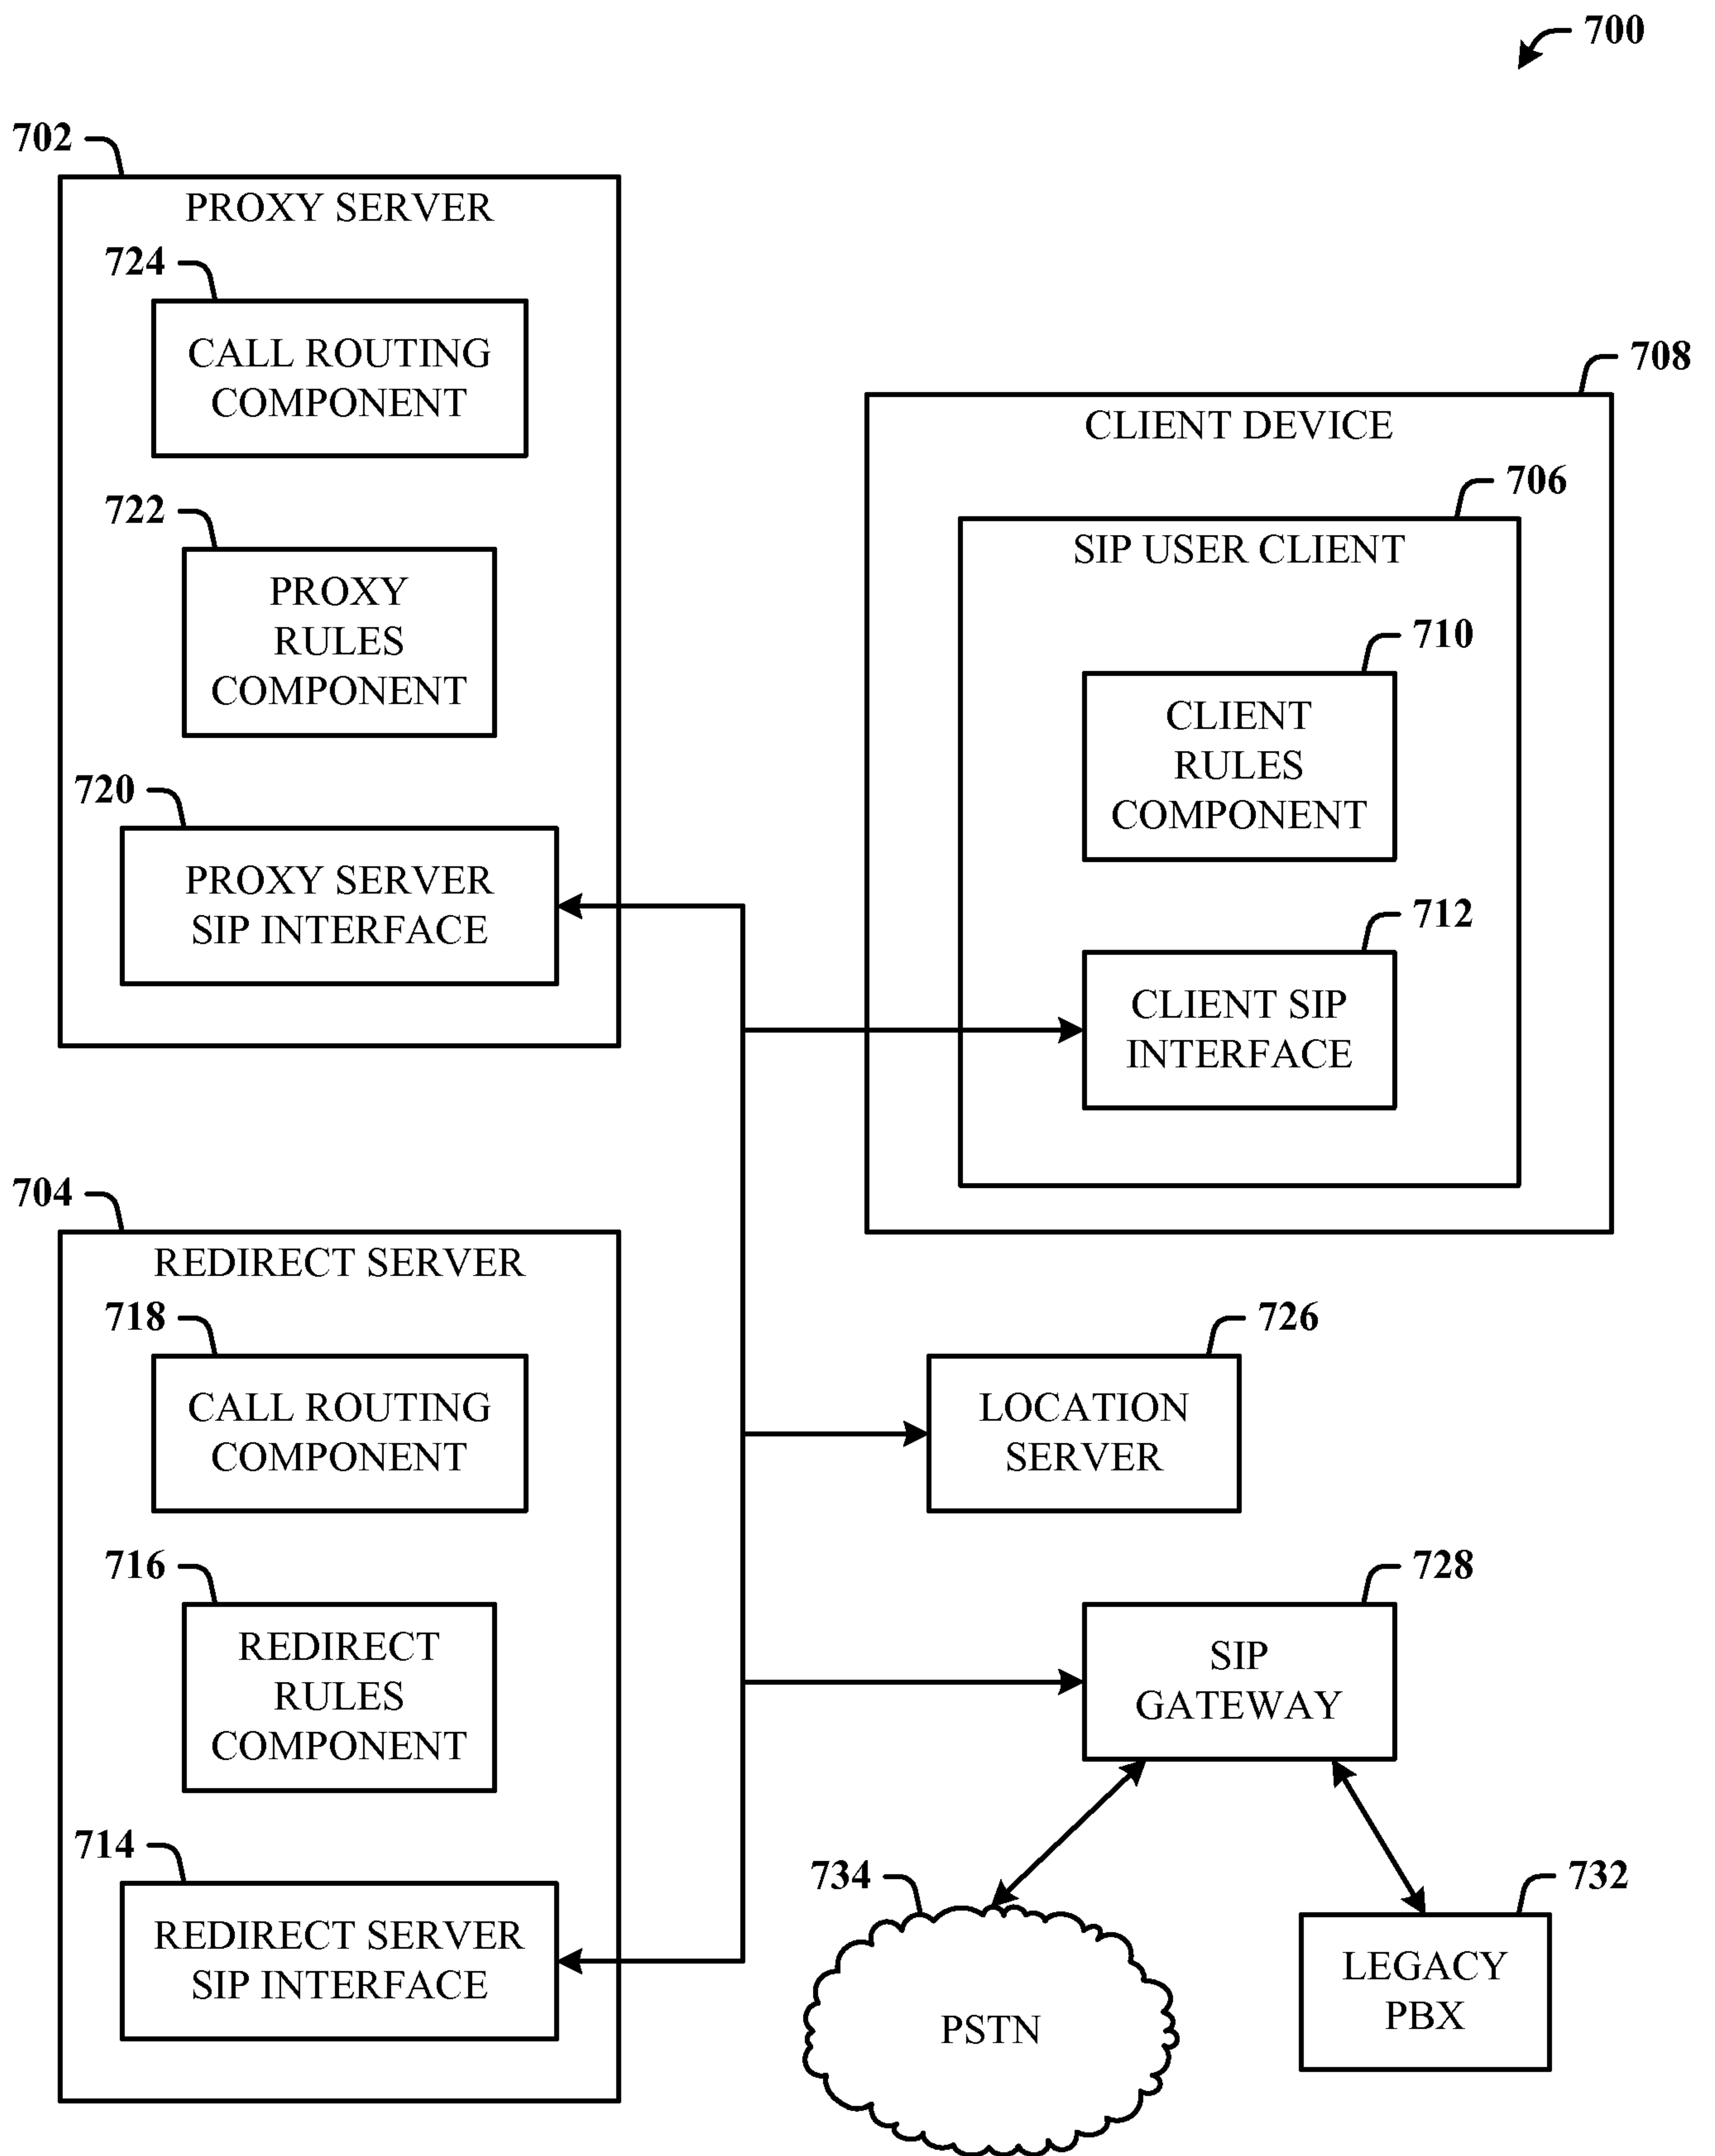 700
702
PROXY SERVER
724
CALL ROUTING
COMPONENT
722
PROXY
RULES
COMPONENT
720
PROXY SERVER
SIP INTERFACE
708
CLIENT DEVICE
706
SIP USER CLIENT
710
CLIENT
RULES
COMPONENT
712
CLIENT SIP
INTERFACE
704
REDIRECT SERVER
718
CALL ROUTING
COMPONENT
716
REDIRECT
RULES
COMPONENT
714
REDIRECT SERVER
SIP INTERFACE
726
LOCATION
SERVER
728
SIP
GATEWAY
734
PSTN
732
LEGACY
PBX